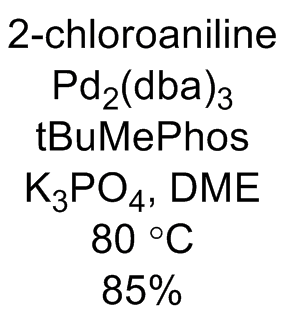 2-chloroaniline
Pd₂(dba)₃
tBuMePhos
K₃PO₄, DME
80 °C
85%